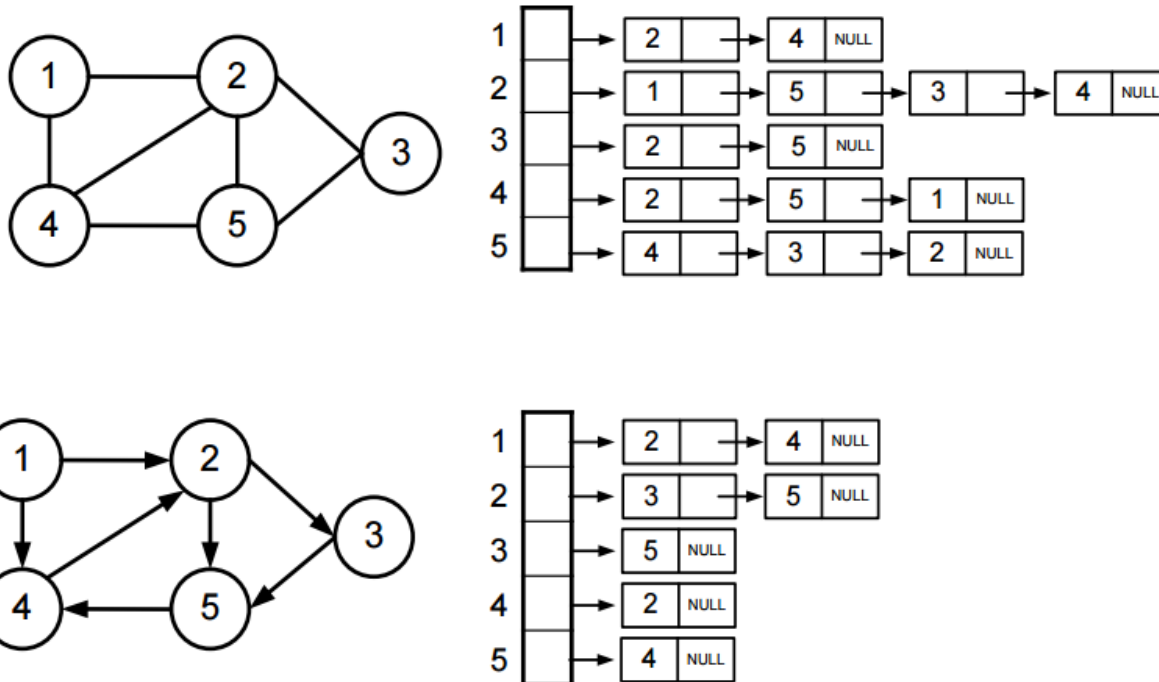 1 2 3 4 5
1 2 4 NULL
2 1 5 3 4 NULL
3 2 5 NULL
4 2 5 1 NULL
5 4 3 2 NULL
1 2 3 4 5
1 2 4 NULL
2 3 5 NULL
3 5 NULL
4 2 NULL
5 4 NULL